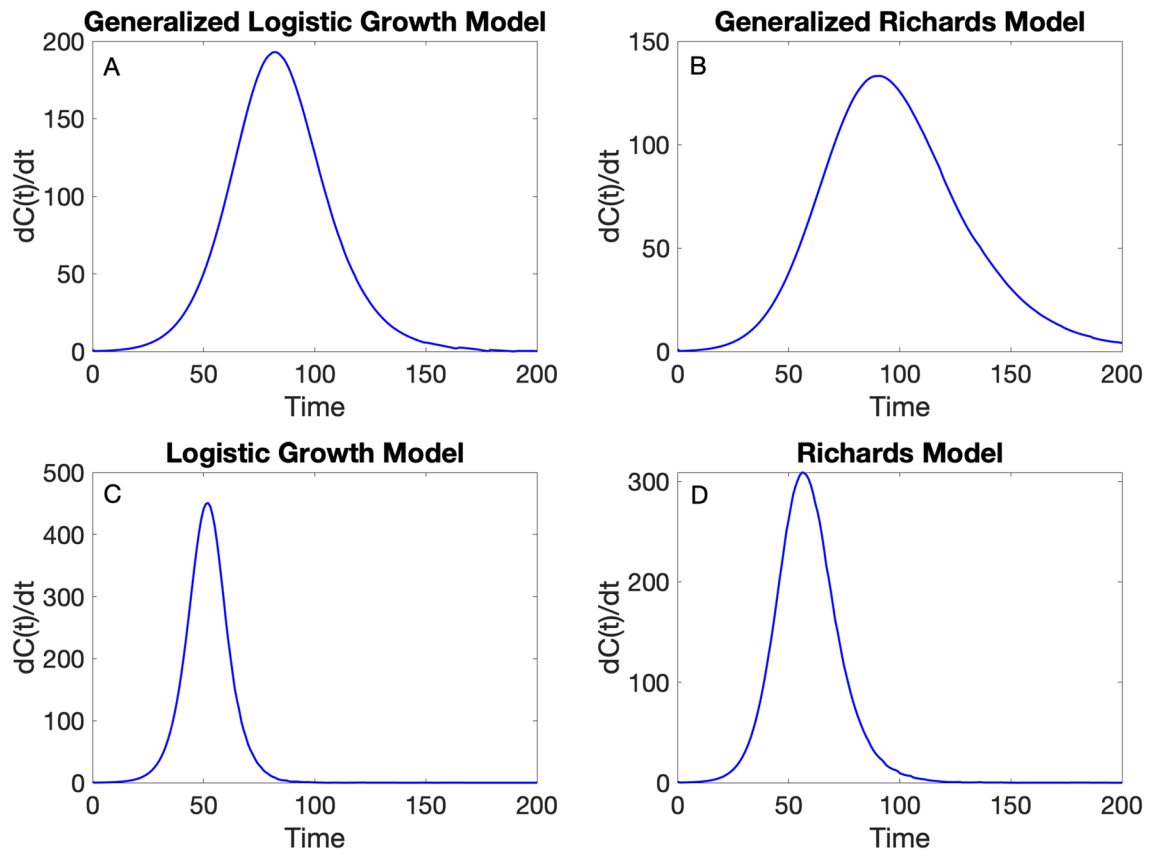 Generalized Logistic Growth Model
A
200
150
100
50
0
dC(t)/dt
0 50 100 150 200
Time
Generalized Richards Model
B
150
100
50
0
dC(t)/dt
0 50 100 150 200
Time
Logistic Growth Model
C
500
400
300
200
100
0
dC(t)/dt
0 50 100 150 200
Time
Richards Model
D
300
200
100
0
dC(t)/dt
0 50 100 150 200
Time